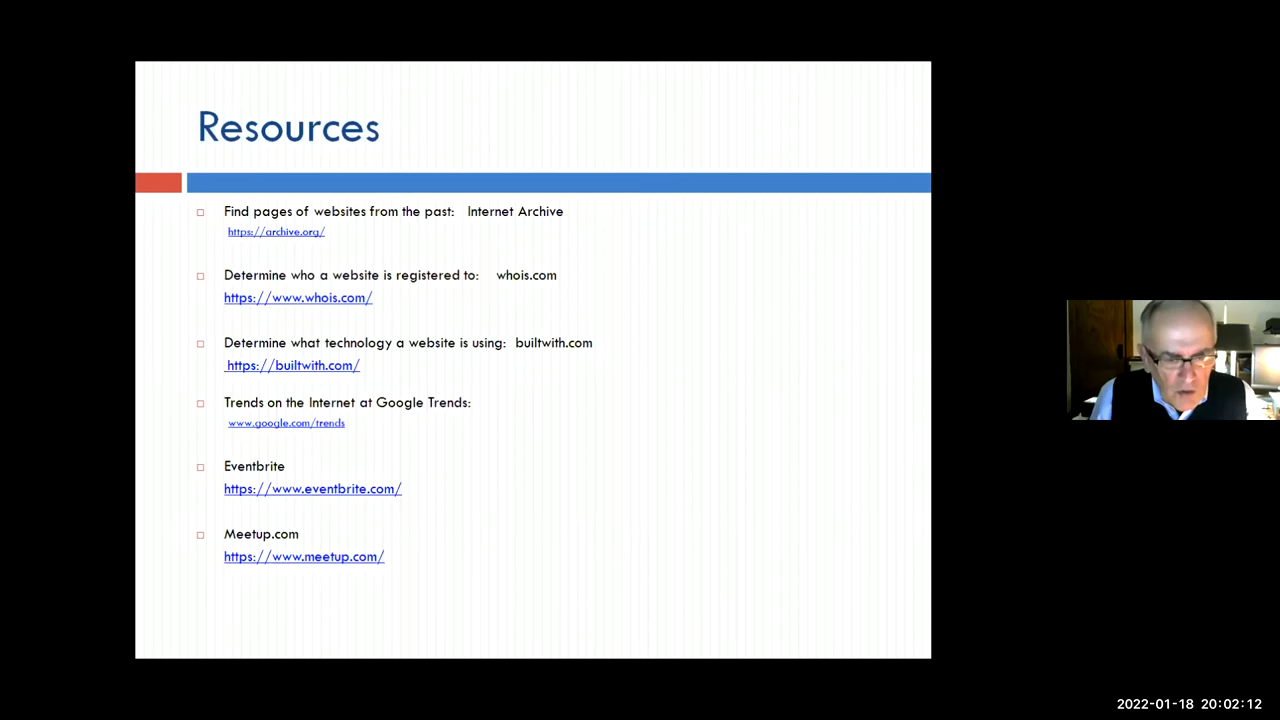 Resources
Find pages of websites from the past: Internet Archive
https://archive.org/
Determine who a website is registered to: whois.com
https://www.whois.com/
Determine what technology a website is using: builtwith.com
https://builtwith.com/
Trends on the Internet at Google Trends:
www.google.com/trends
Eventbrite
https://www.eventbrite.com/
Meetup.com
https://www.meetup.com/
2022-01-18 20:02:12